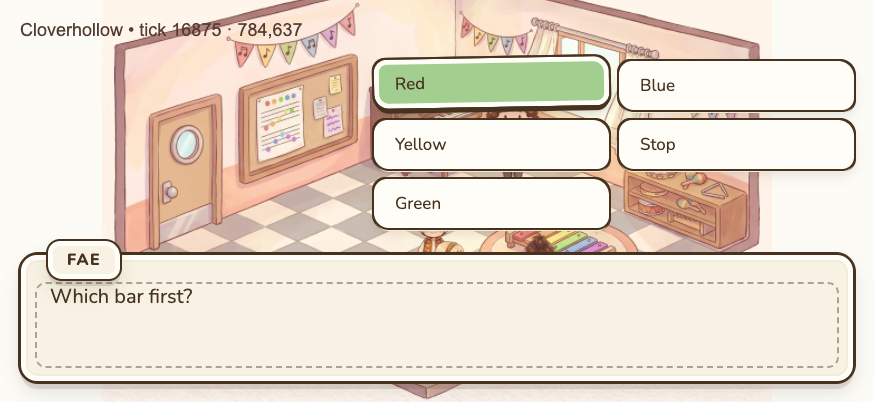 Cloverhollow • tick 16875 · 784,637
Red
Blue
Yellow
Stop
Green
FAE
Which bar first?